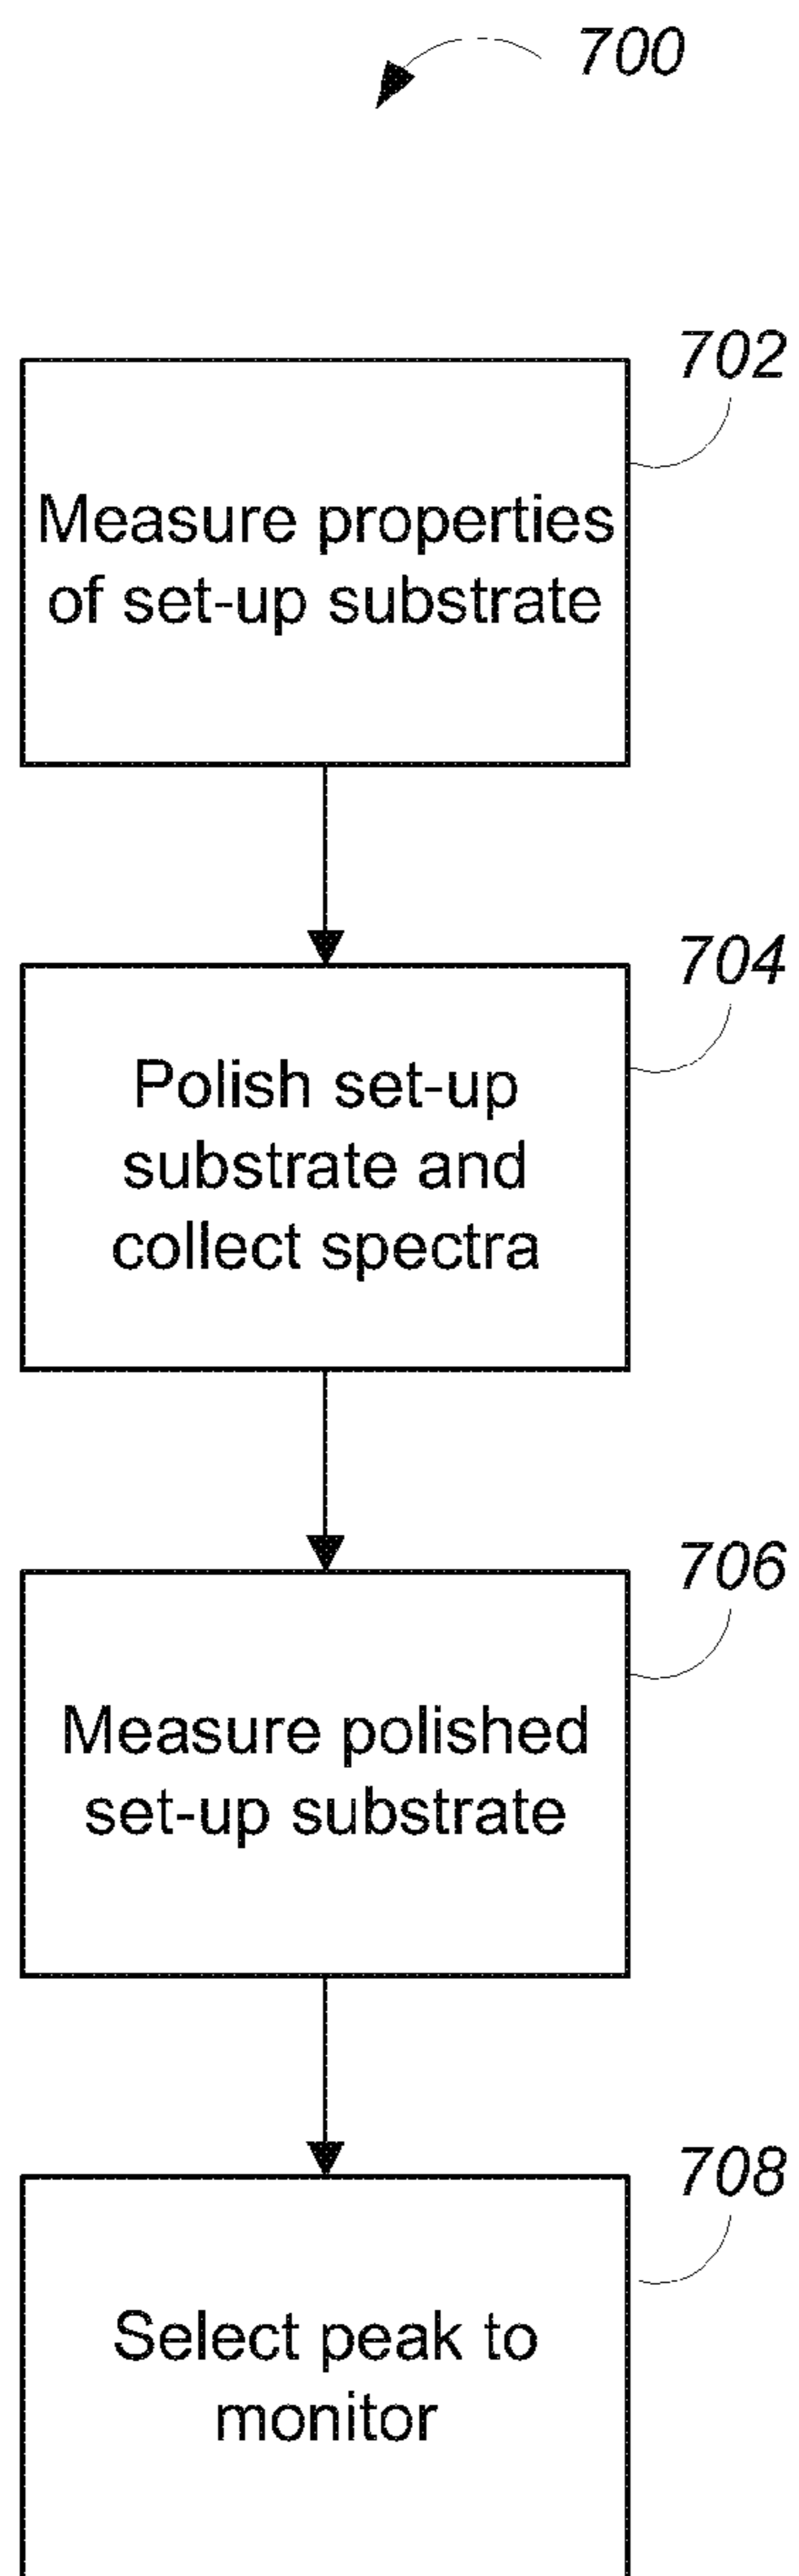 700
702
Measure properties
of set-up substrate
704
Polish set-up
substrate and
collect spectra
706
Measure polished
set-up substrate
708
Select peak to
monitor